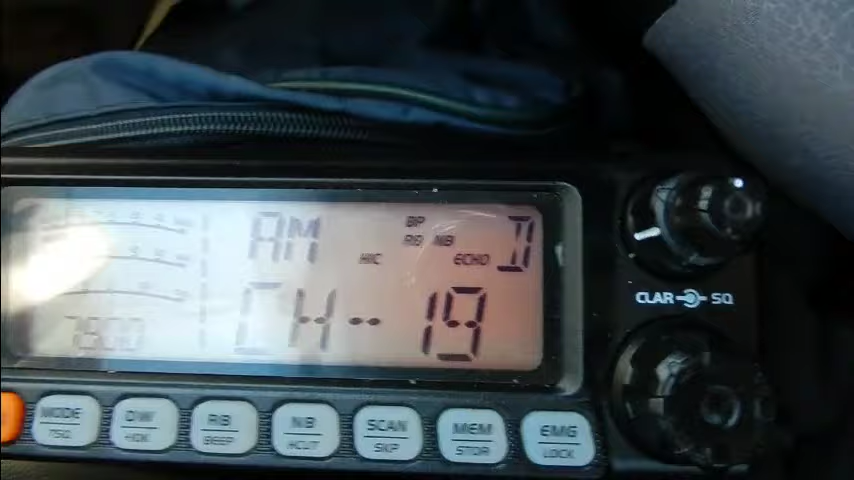 AM
BP
RB NB
HIC
ECHO
D
CH--19
CLAR SQ
MODE
TSQ
DW
HCK
RB
BEEP
NB
HCUT
SCAN
SKP
MEM
STOR
EMG
LOCK